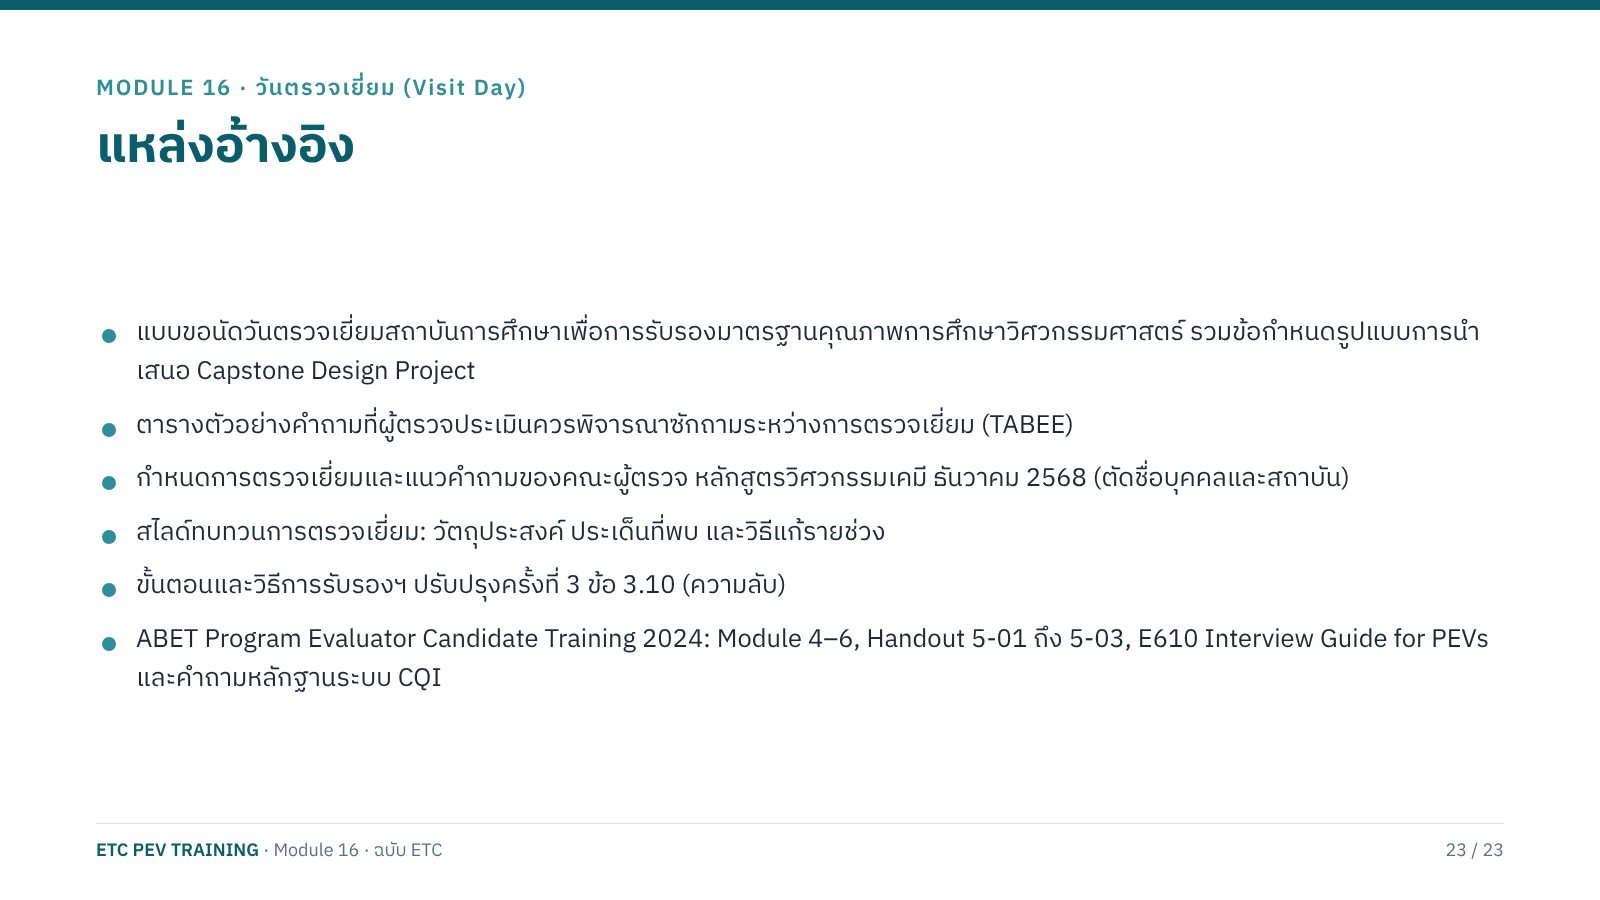 MODULE 16 · วันตรวจเยี่ยม (Visit Day)
แหล่งอ้างอิง
แบบขอนัดวันตรวจเยี่ยมสถาบันการศึกษาเพื่อการรับรองมาตรฐานคุณภาพการศึกษาวิศวกรรมศาสตร์ รวมข้อกำหนดรูปแบบการนำ
เสนอ Capstone Design Project
ตารางตัวอย่างคำถามที่ผู้ตรวจประเมินควรพิจารณาซักถามระหว่างการตรวจเยี่ยม (TABEE)
กำหนดการตรวจเยี่ยมและแนวคำถามของคณะผู้ตรวจ หลักสูตรวิศวกรรมเคมี ธันวาคม 2568 (ตัดชื่อบุคคลและสถาบัน)
สไลด์ทบทวนการตรวจเยี่ยม: วัตถุประสงค์ ประเด็นที่พบ และวิธีแก้รายช่วง
ขั้นตอนและวิธีการรับรองฯ ปรับปรุงครั้งที่ 3 ข้อ 3.10 (ความลับ)
ABET Program Evaluator Candidate Training 2024: Module 4–6, Handout 5-01 ถึง 5-03, E610 Interview Guide for PEVs
และคำถามหลักฐานระบบ CQI
ETC PEV TRAINING · Module 16 · ฉบับ ETC
23 / 23